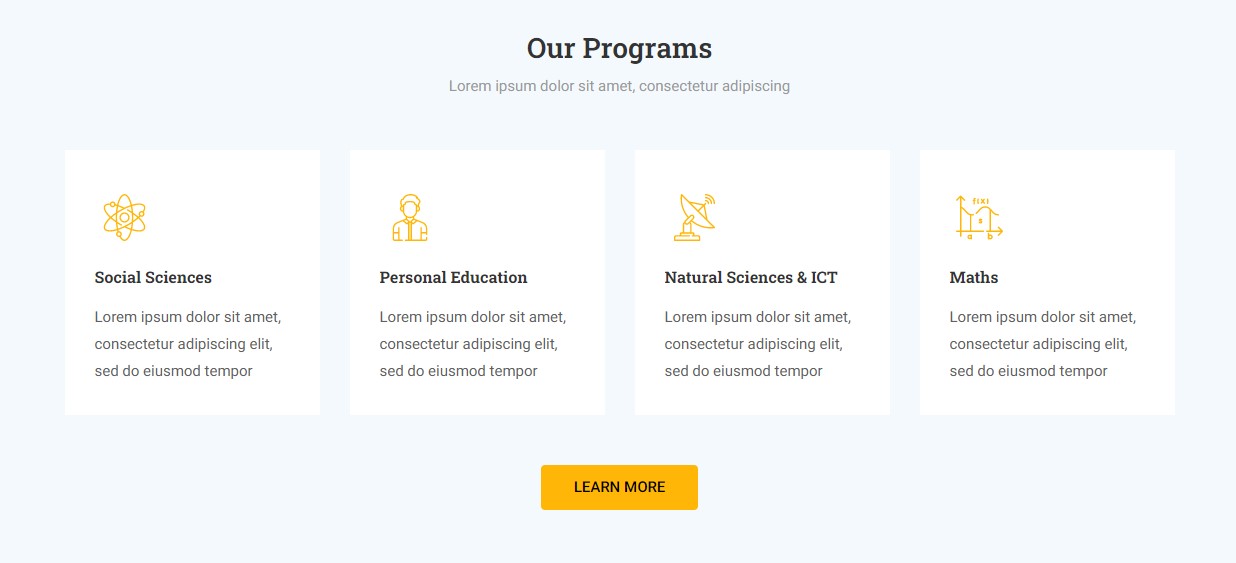 Our Programs
Lorem ipsum dolor sit amet, consectetur adipiscing
Social Sciences
Lorem ipsum dolor sit amet,
consectetur adipiscing elit,
sed do eiusmod tempor
Personal Education
Lorem ipsum dolor sit amet,
consectetur adipiscing elit,
sed do eiusmod tempor
Natural Sciences & ICT
Lorem ipsum dolor sit amet,
consectetur adipiscing elit,
sed do eiusmod tempor
f(X)
a b
Maths
Lorem ipsum dolor sit amet,
consectetur adipiscing elit,
sed do eiusmod tempor
LEARN MORE